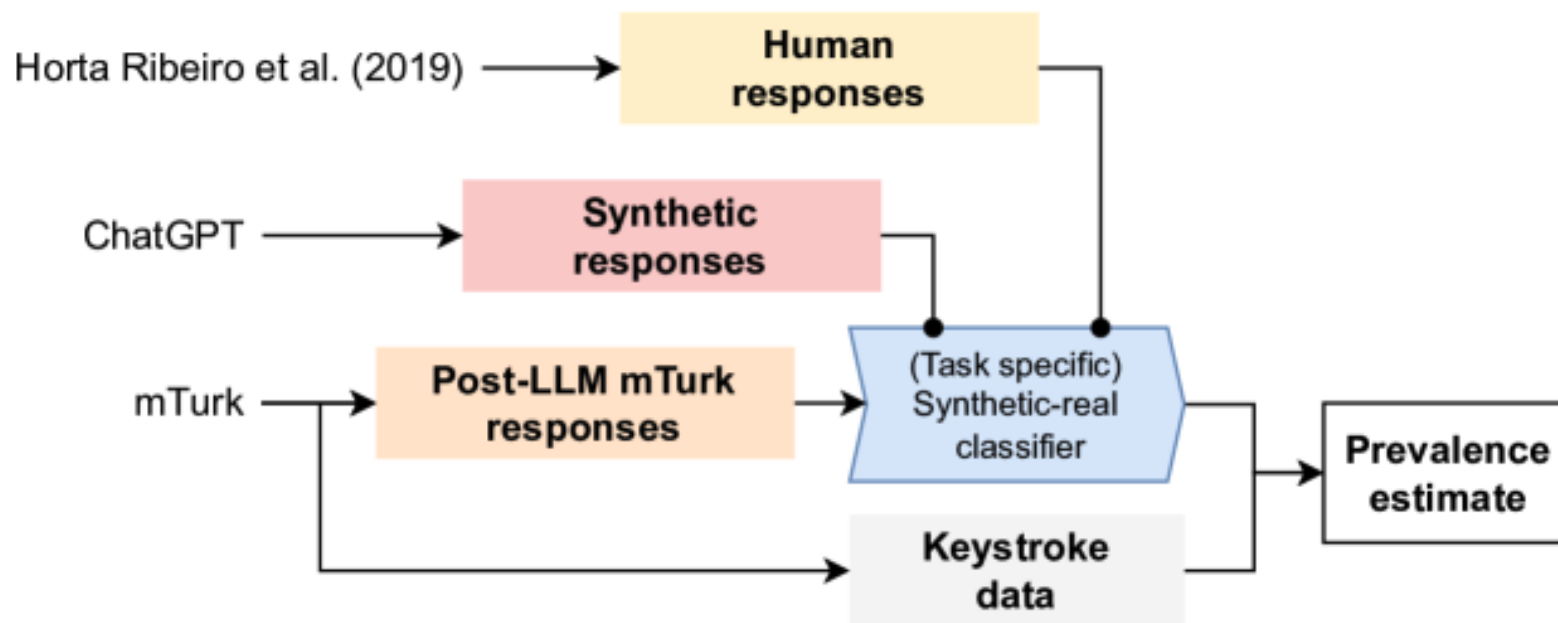 Horta Ribeiro et al. (2019)
Human
responses
ChatGPT
Synthetic
responses
mTurk
Post-LLM mTurk
responses
(Task specific)
Synthetic-real
classifier
Keystroke
data
Prevalence
estimate